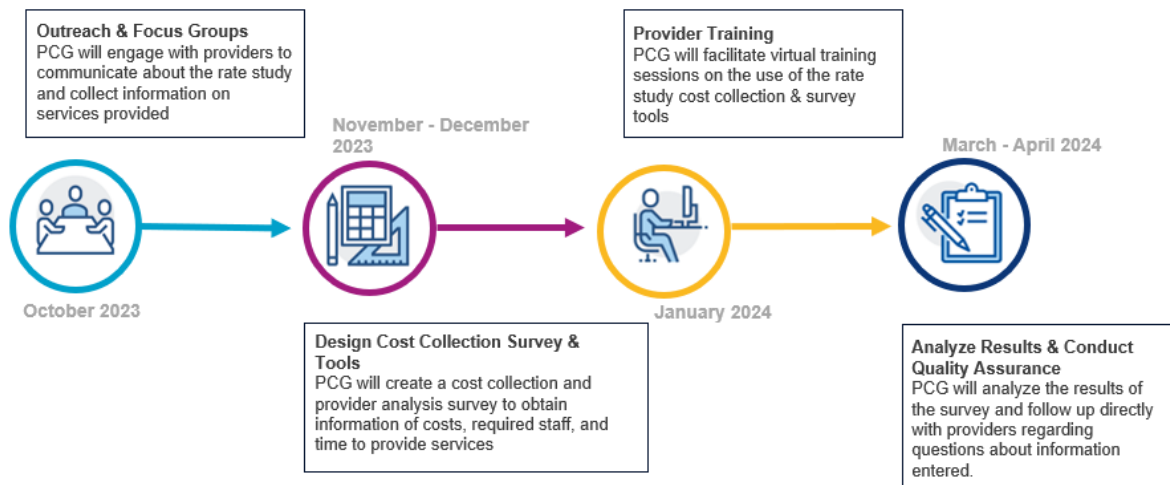 Outreach & Focus Groups
PCG will engage with providers to
communicate about the rate study
and collect information on
services provided
October 2023
November - December
2023
Design Cost Collection Survey &
Tools
PCG will create a cost collection and
provider analysis survey to obtain
information of costs, required staff, and
time to provide services
Provider Training
PCG will facilitate virtual training
sessions on the use of the rate
study cost collection & survey
tools
January 2024
March - April 2024
Analyze Results & Conduct
Quality Assurance
PCG will analyze the results of
the survey and follow up directly
with providers regarding
questions about information
entered.